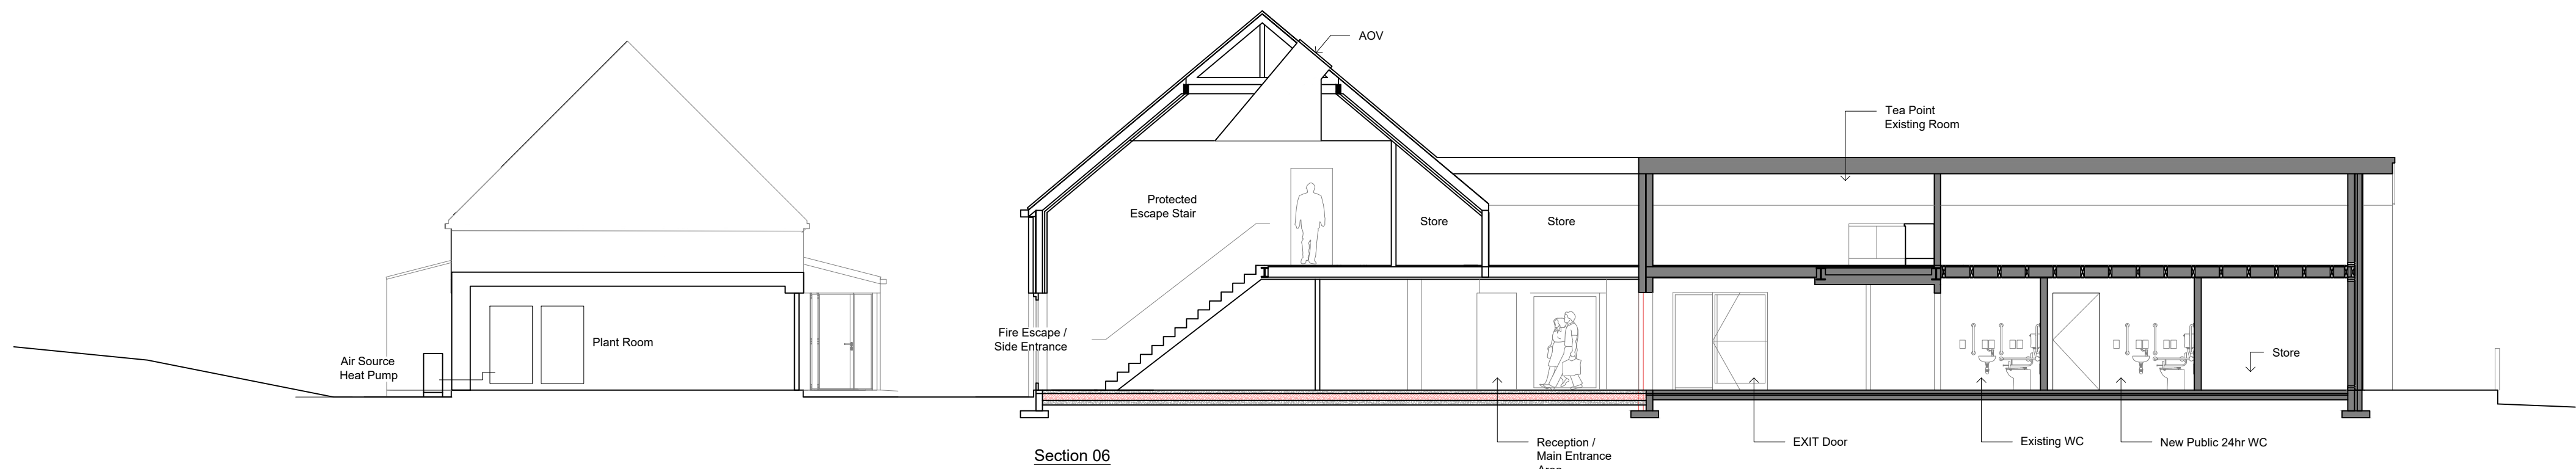 AOV
Tea Point
Existing Room
Protected
Escape Stair
Store
Store
Fire Escape /
Side Entrance
Plant Room
Air Source
Heat Pump
Store
Reception /
Main Entrance
Area
EXIT Door
Existing WC
New Public 24hr WC
Section 06